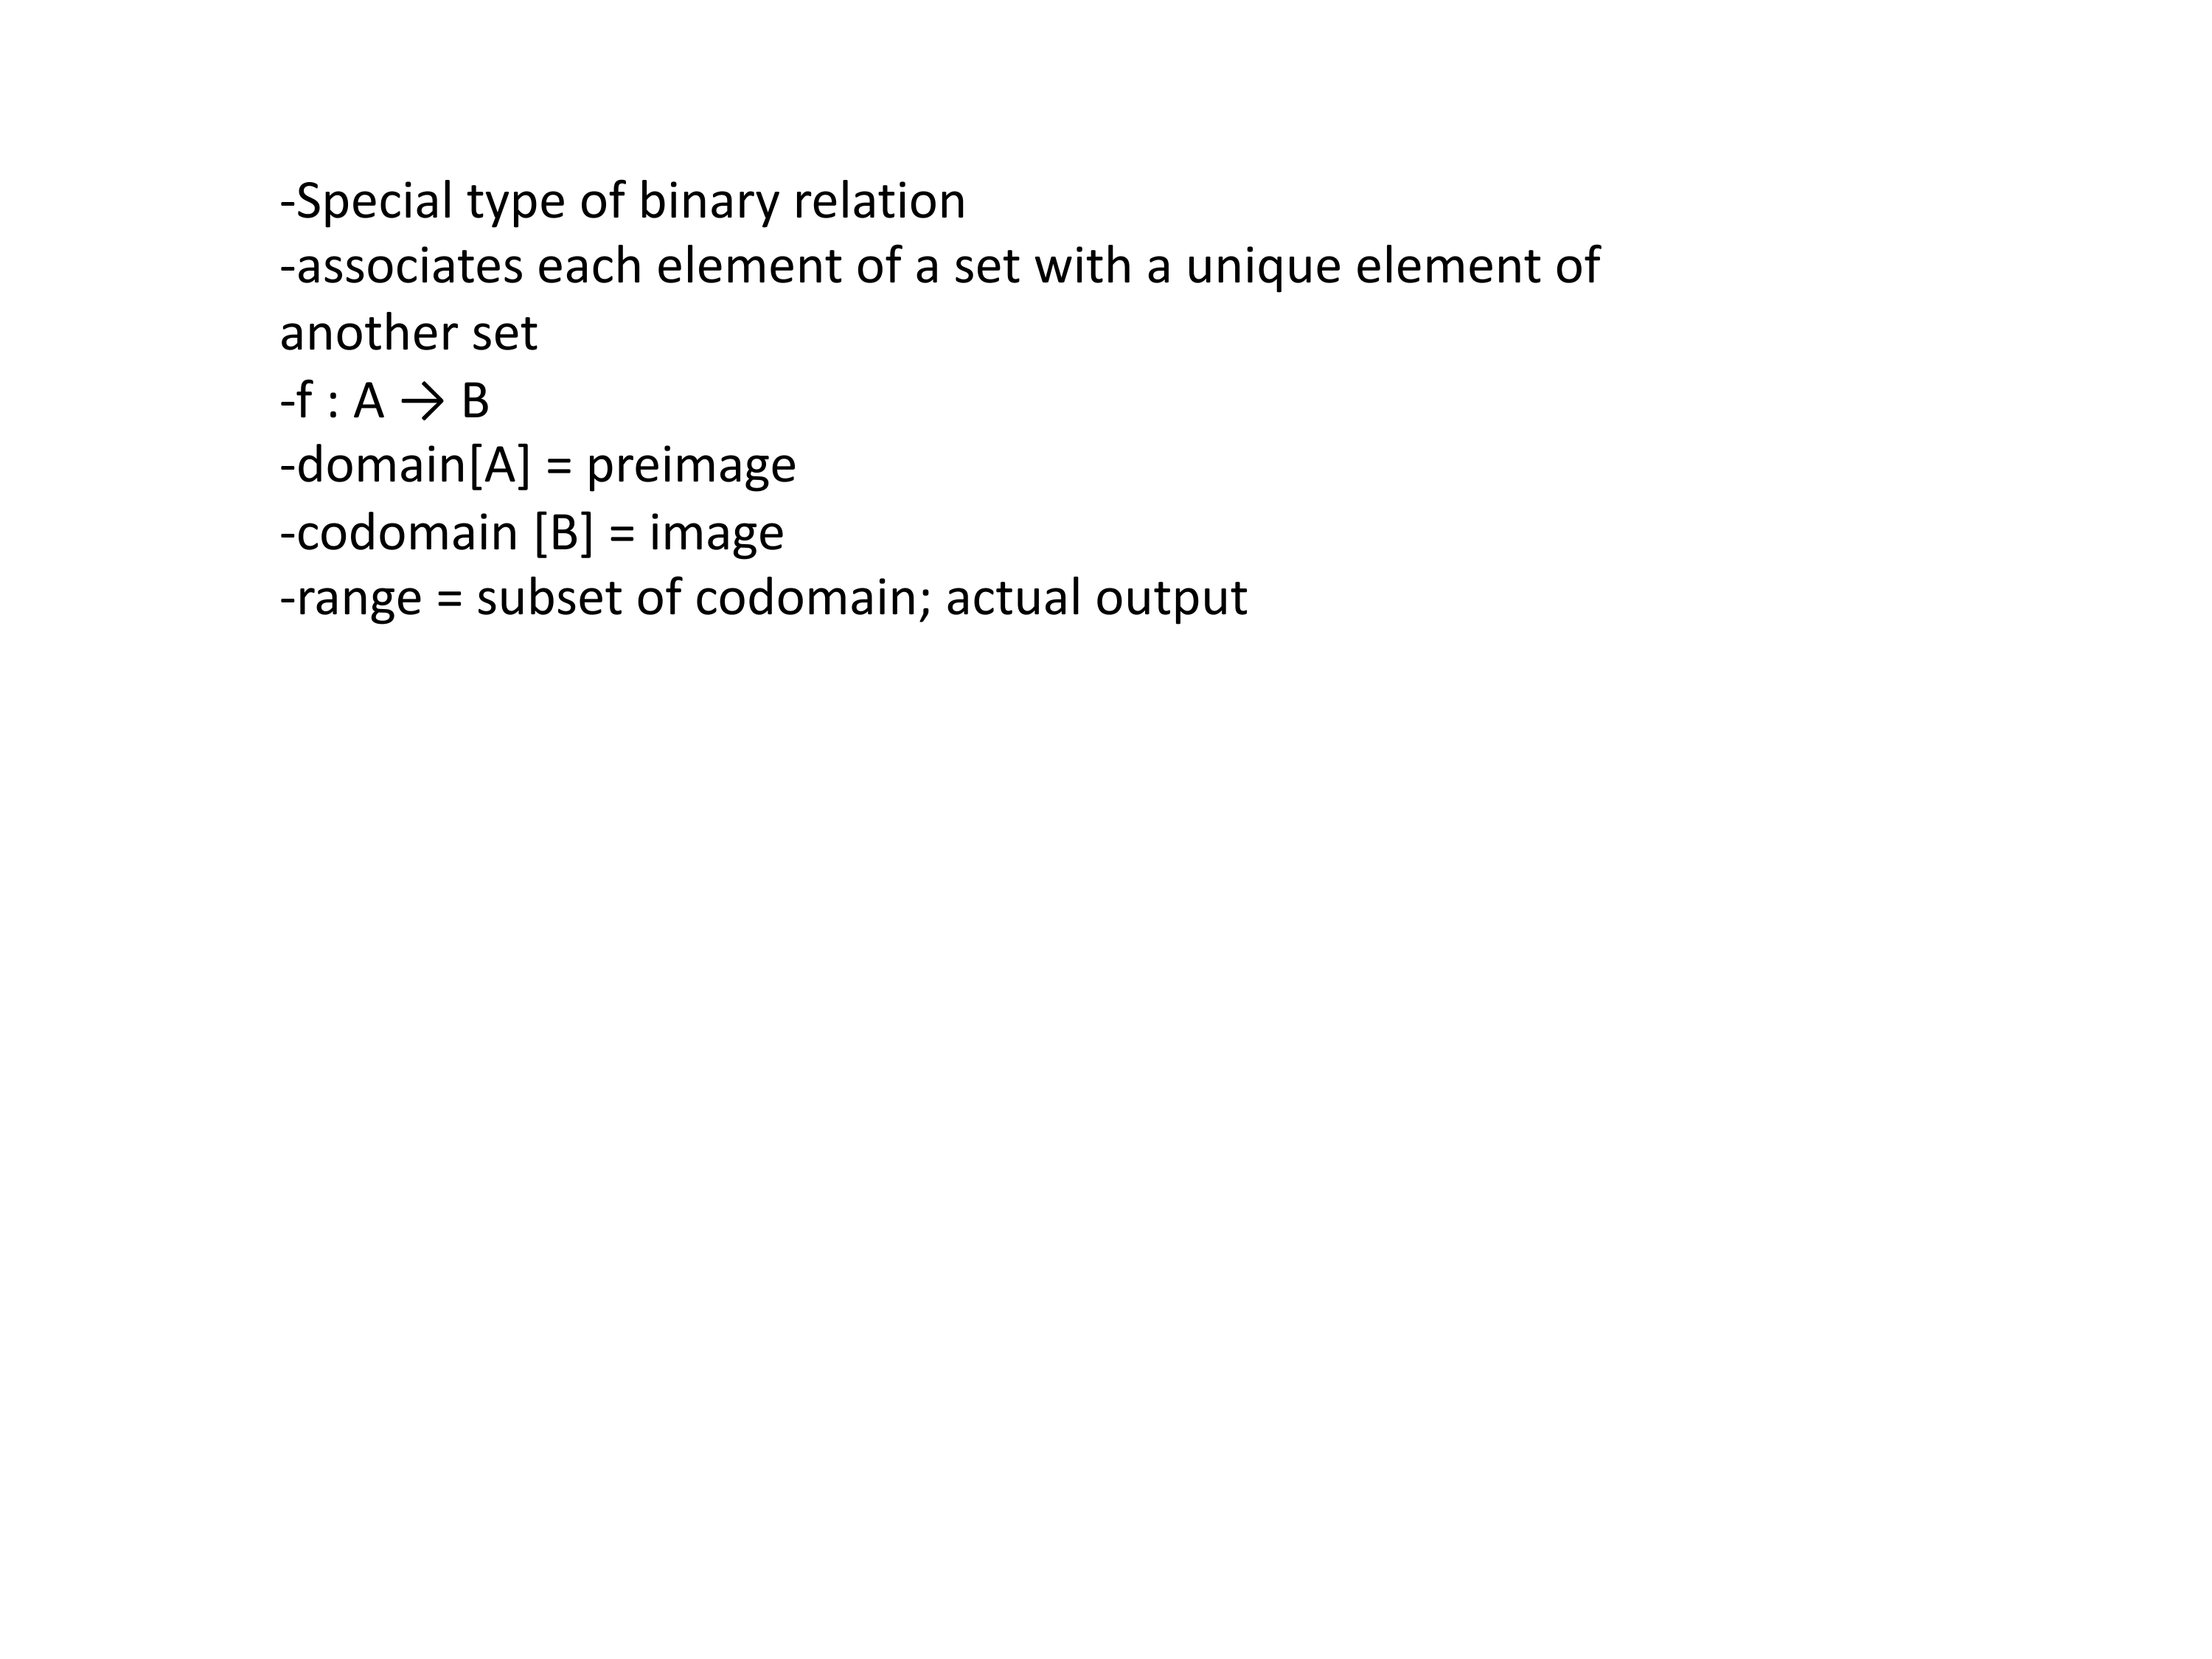 -Special type of binary relation
-associates each element of a set with a unique element of
another set
-f : A → B
-domain[A] = preimage
-codomain [B] = image
-range = subset of codomain; actual output